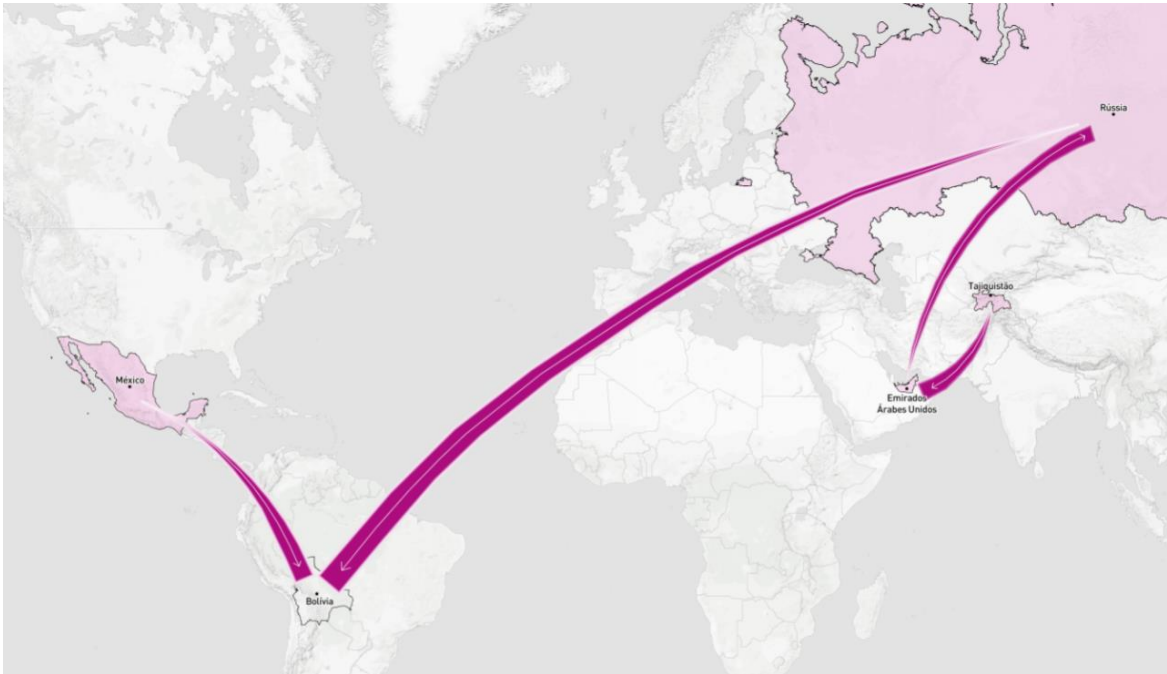 Rússia
Tajiquistão
México
Emirados
Árabes Unidos
Bolívia